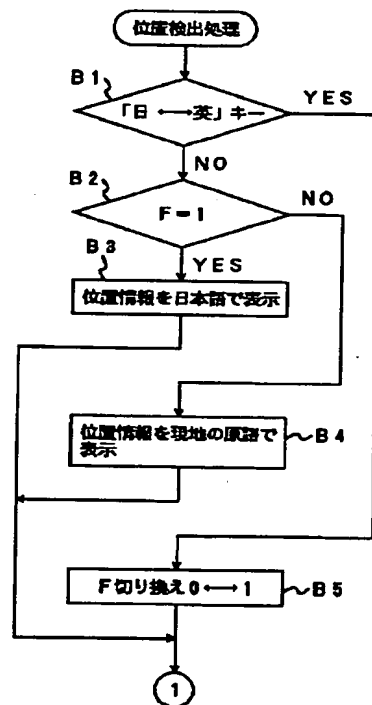 位置検出処理
B1
「日 ←→英」キー
YES
NO
B2
F=1
NO
YES
B3
位置情報を日本語で表示
位置情報を現地の原語で
表示
B4
F切り換え0←→1
B5
1